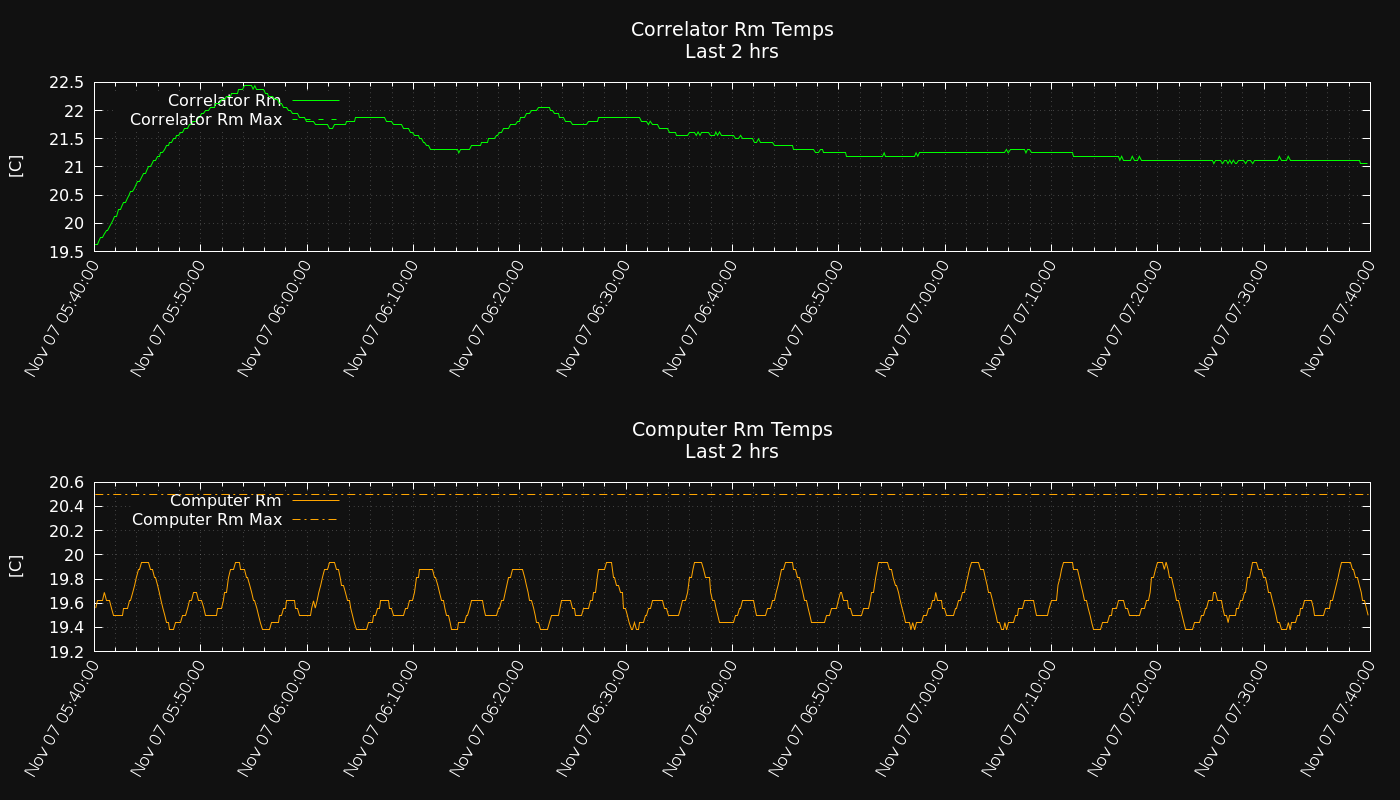 Correlator Rm Temps
Last 2 hrs
22.5
22
21.5
21
20.5
20
19.5
[C]
Correlator Rm
Correlator Rm Max
Nov 07 05:40:00
Nov 07 05:50:00
Nov 07 06:00:00
Nov 07 06:10:00
Nov 07 06:20:00
Nov 07 06:30:00
Nov 07 06:40:00
Nov 07 06:50:00
Nov 07 07:00:00
Nov 07 07:10:00
Nov 07 07:20:00
Nov 07 07:30:00
Nov 07 07:40:00
Computer Rm Temps
Last 2 hrs
20.6
20.4
20.2
20
19.8
19.6
19.4
19.2
[C]
Computer Rm
Computer Rm Max
Nov 07 05:40:00
Nov 07 05:50:00
Nov 07 06:00:00
Nov 07 06:10:00
Nov 07 06:20:00
Nov 07 06:30:00
Nov 07 06:40:00
Nov 07 06:50:00
Nov 07 07:00:00
Nov 07 07:10:00
Nov 07 07:20:00
Nov 07 07:30:00
Nov 07 07:40:00